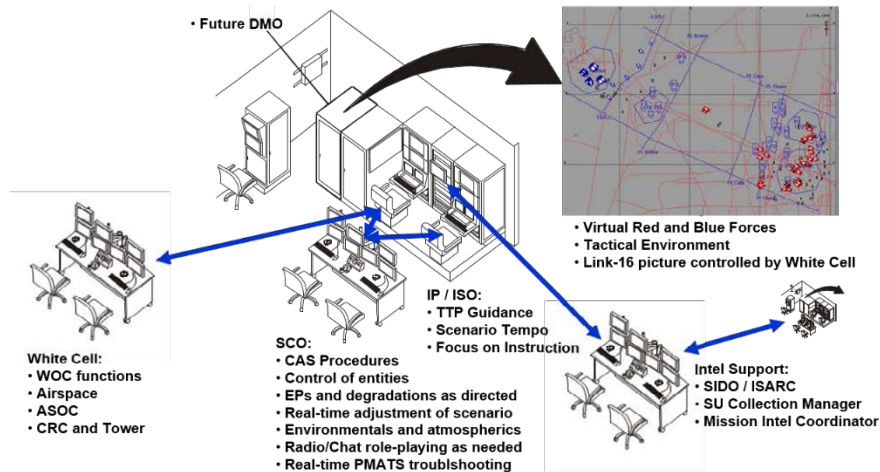 • Future DMO
• Virtual Red and Blue Forces
• Tactical Environment
• Link-16 picture controlled by White Cell
IP / ISO:
• TTP Guidance
• Scenario Tempo
• Focus on Instruction
White Cell:
• WOC functions
• Airspace
• ASOC
• CRC and Tower
SCO:
• CAS Procedures
• Control of entities
• EPs and degradations as directed
• Real-time adjustment of scenario
• Environmentals and atmospherics
• Radio/Chat role-playing as needed
• Real-time PMATS troublshooting
Intel Support:
• SIDO / ISARC
• SU Collection Manager
• Mission Intel Coordinator